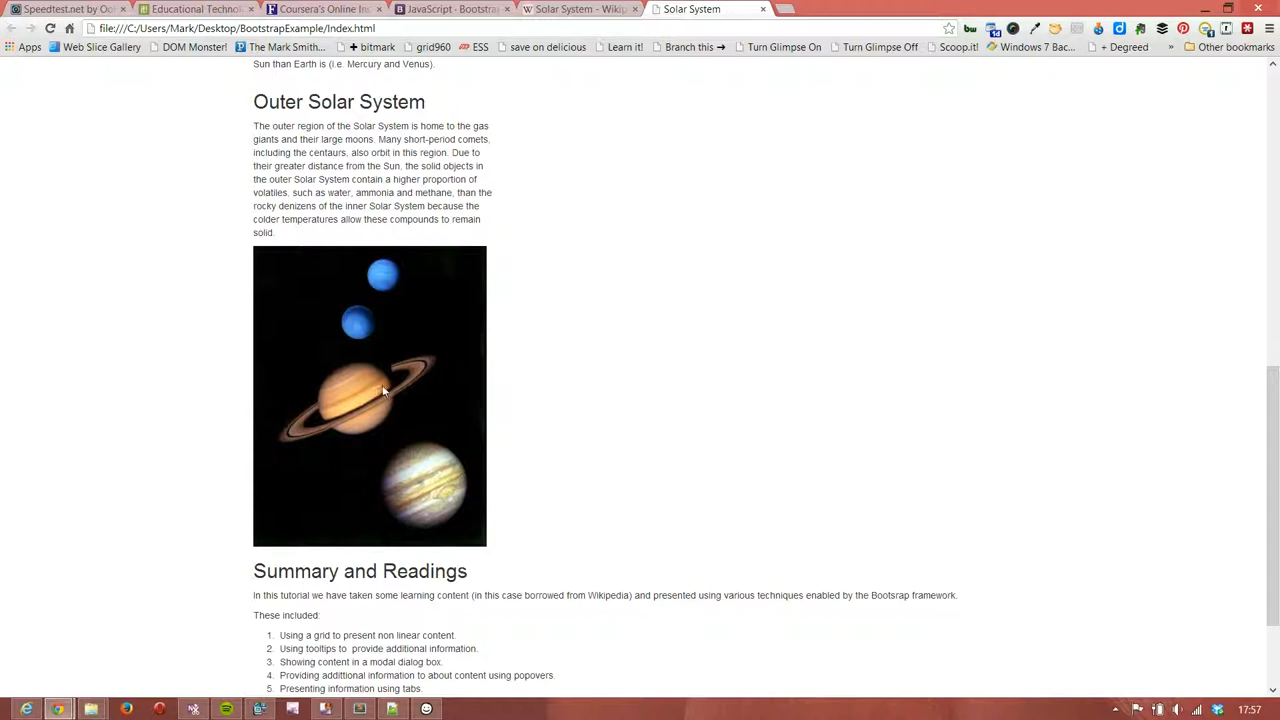 Speedtest.net by Ook
Educational Technol
Coursera's Online Ins
JavaScript · Bootstra
Solar System - Wikip
Solar System
file:///C:/Users/Mark/Desktop/BootstrapExample/Index.html
Apps
Web Slice Gallery
DOM Monster!
The Mark Smith...
+ bitmark
grid960
ESS
save on delicious
Learn it!
Branch this →
Turn Glimpse On
Turn Glimpse Off
Scoop.it!
Windows 7 Bac...
+ Degreed
»
Other bookmarks
Sun than Earth is (i.e. Mercury and Venus).
Outer Solar System
The outer region of the Solar System is home to the gas
giants and their large moons. Many short-period comets,
including the centaurs, also orbit in this region. Due to
their greater distance from the Sun, the solid objects in
the outer Solar System contain a higher proportion of
volatiles, such as water, ammonia and methane, than the
rocky denizens of the inner Solar System because the
colder temperatures allow these compounds to remain
solid.
Summary and Readings
In this tutorial we have taken some learning content (in this case borrowed from Wikipedia) and presented using various techniques enabled by the Bootsrap framework.
These included:
1. Using a grid to present non linear content.
2. Using tooltips to provide additional information.
3. Showing content in a modal dialog box.
4. Providing addittional information to about content using popovers.
5. Presenting information using tabs.
17:57